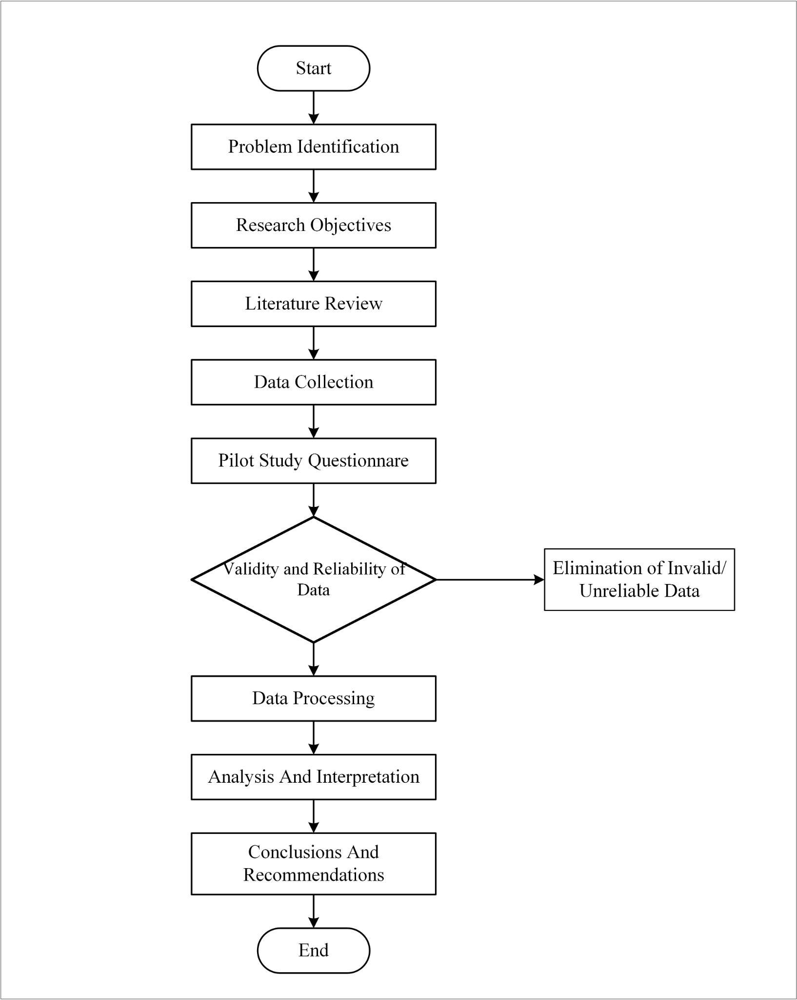 Start
Problem Identification
Research Objectives
Literature Review
Data Collection
Pilot Study Questionnare
Validity and Reliability of
Data
Elimination of Invalid/
Unreliable Data
Data Processing
Analysis And Interpretation
Conclusions And
Recommendations
End